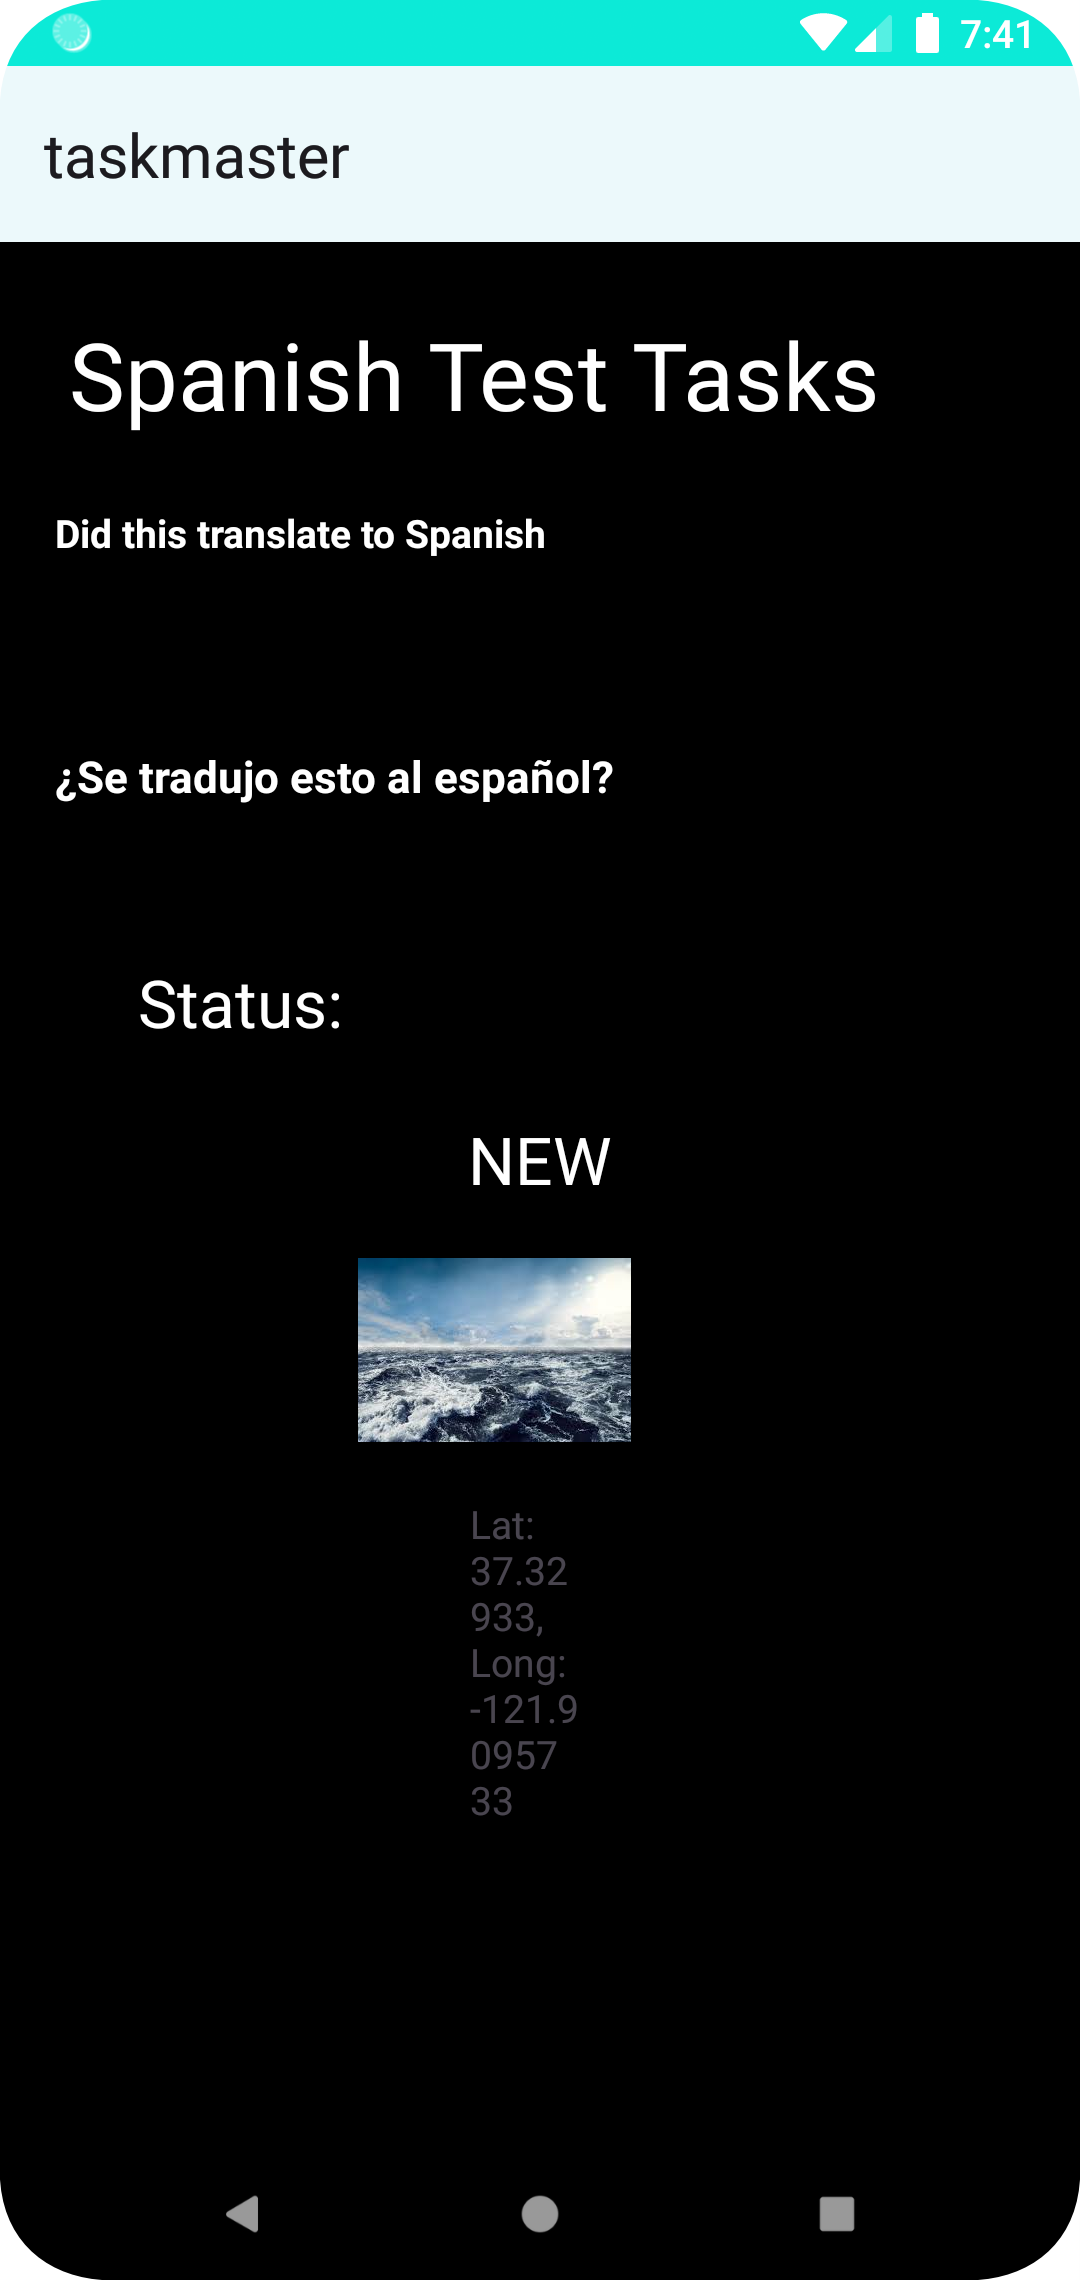 7:41
taskmaster
Spanish Test Tasks
Did this translate to Spanish
¿Se tradujo esto al español?
Status:
NEW
Lat:
37.32
933,
Long:
-121.9
0957
33